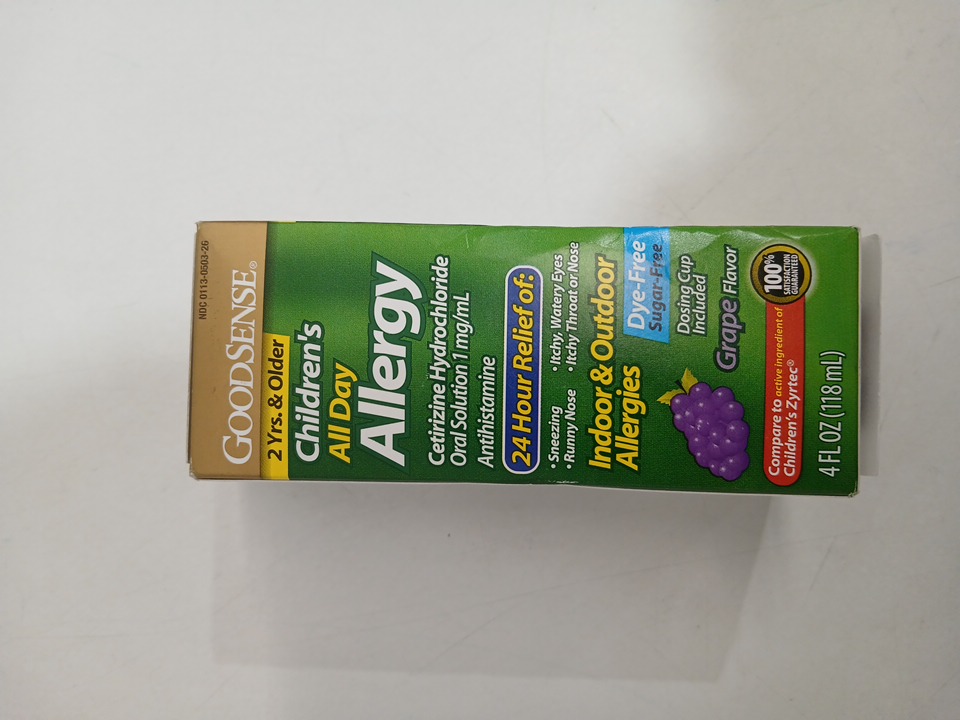 NDC 0113-0503-26
GOODSENSE®
2 Yrs. & Older
Children's
All Day
Allergy
Cetirizine Hydrochloride
Oral Solution 1 mg/mL
Antihistamine
24 Hour Relief of:
• Sneezing
• Runny Nose
• Itchy, Watery Eyes
• Itchy Throat or Nose
Indoor & Outdoor
Allergies
Dye-Free
Sugar-Free
Dosing Cup
Included
Grape Flavor
Compare to active ingredient of
Children's Zyrtec®
100%
SATISFACTION
GUARANTEED
4 FL OZ (118 mL)